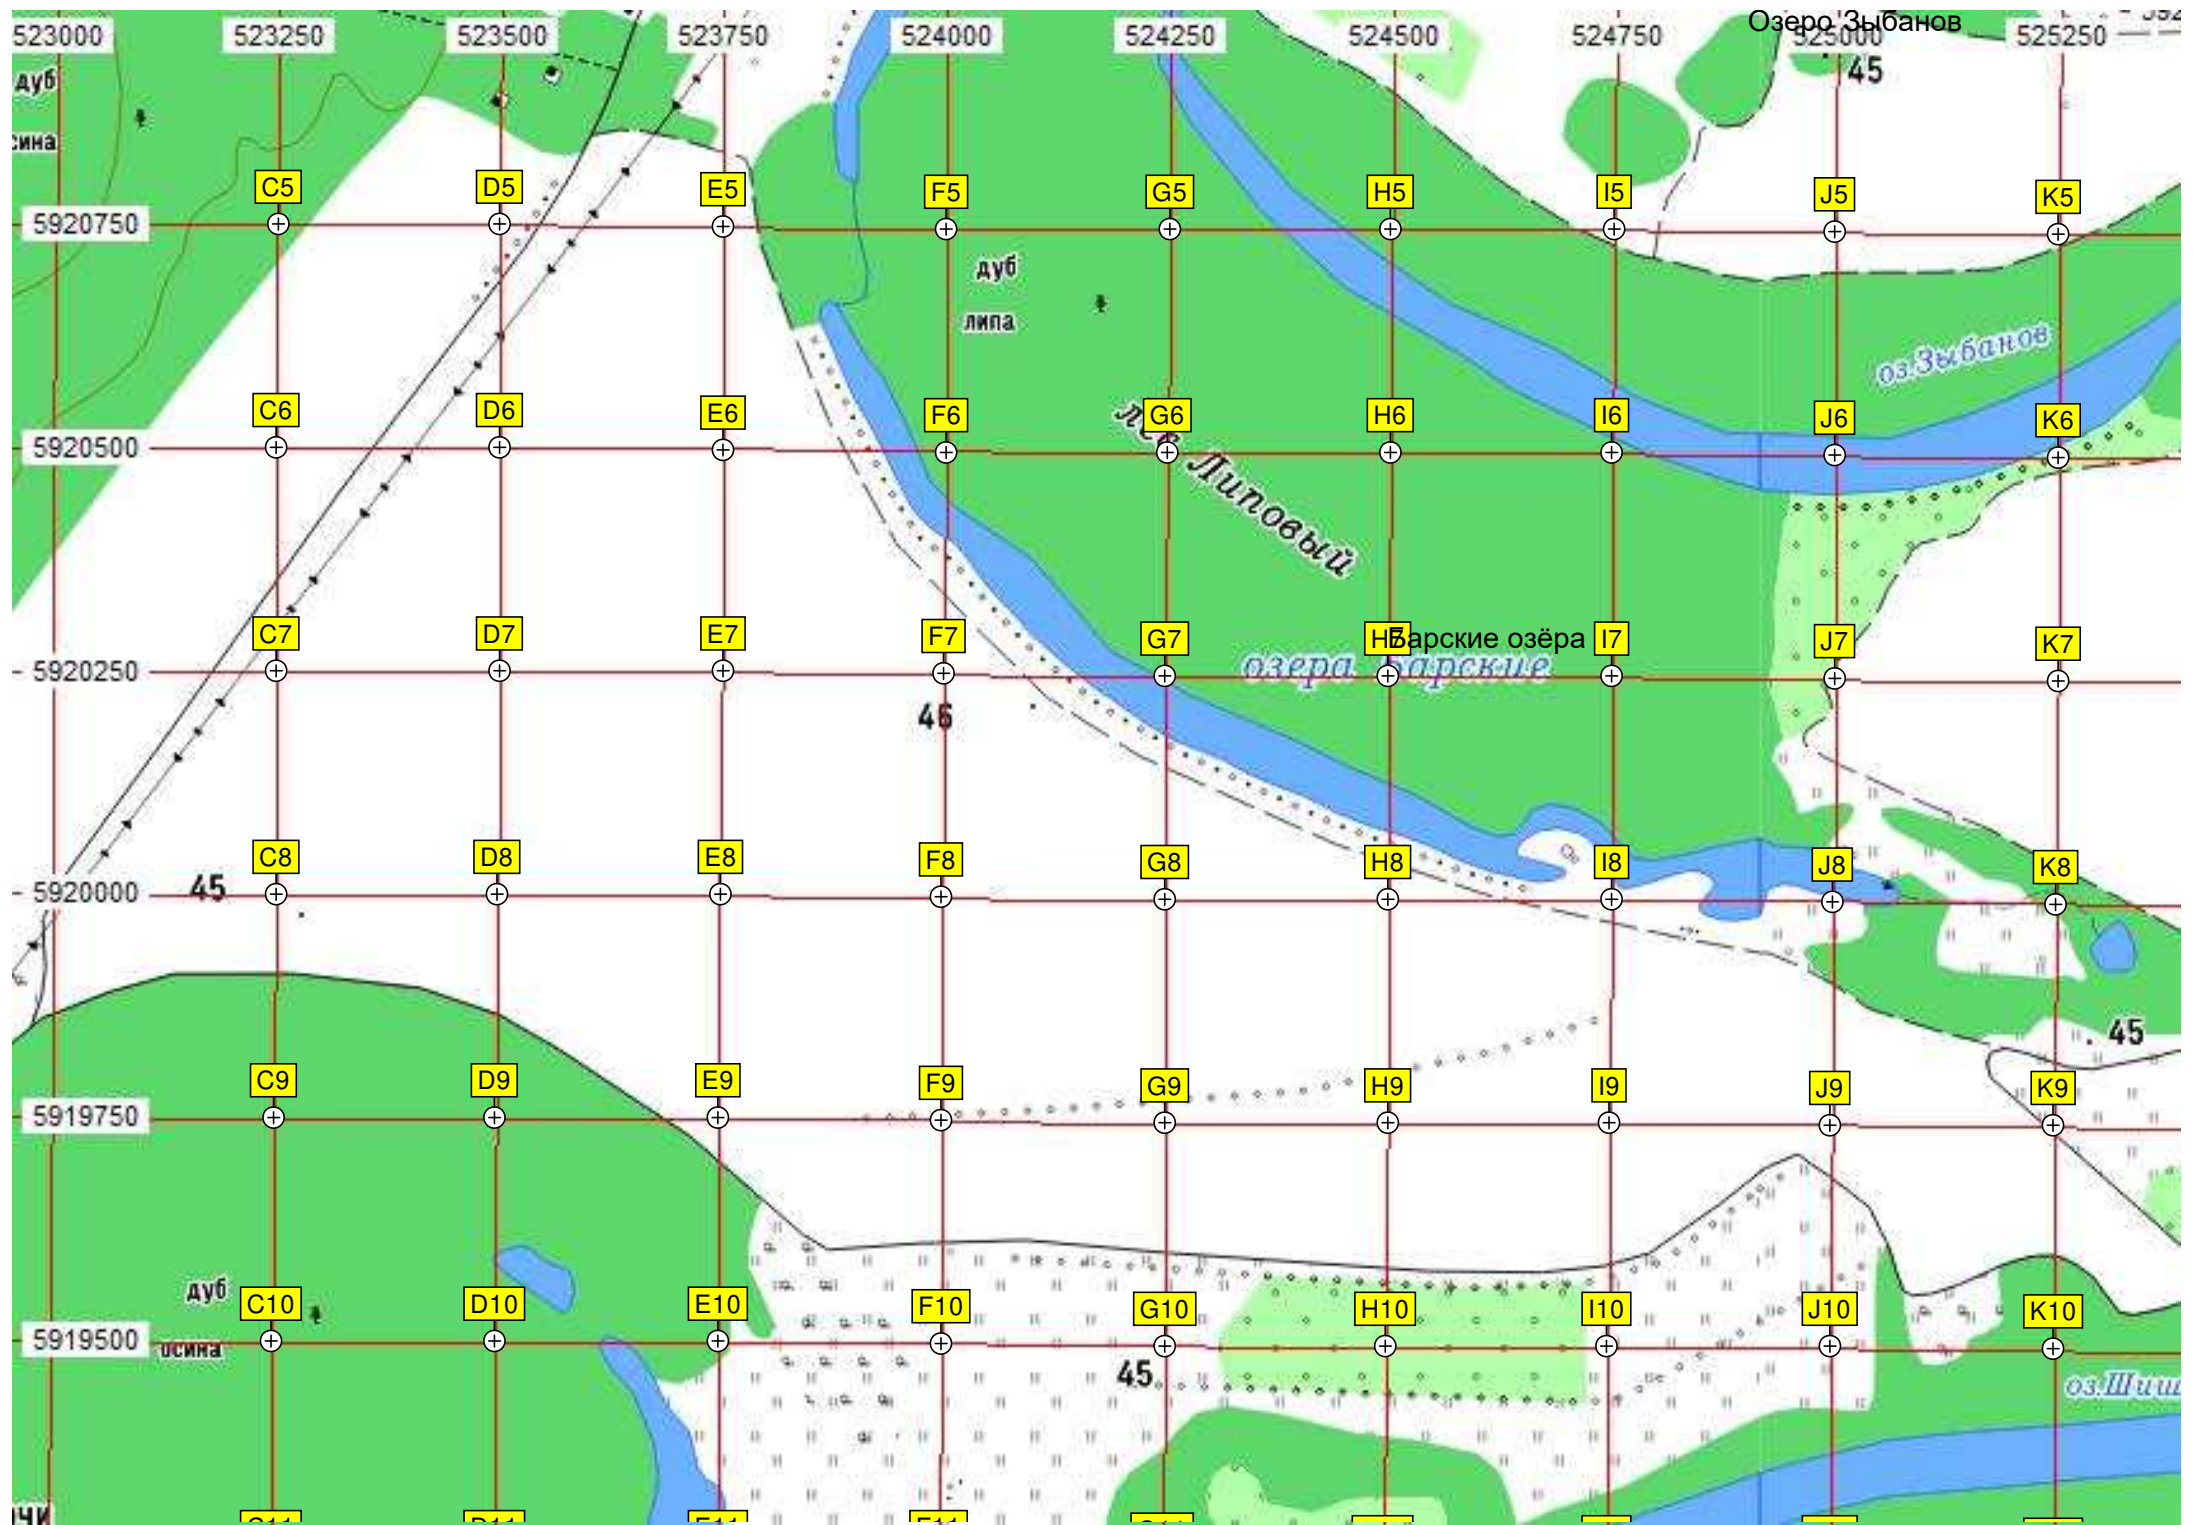 Озеро Зыбанов
523000 523250 523500 523750 524000 524250 524500 524750 525000 525250
45
дуб
сина
C5 D5 E5 F5 G5 H5 I5 J5 K5
5920750
дуб
липа
оз.Зыбанов
C6 D6 E6 F6 G6 H6 I6 J6 K6
5920500
Липовый
C7 D7 E7 F7 G7 H7 I7 J7 K7
Барские озёра
5920250
озера Барские
46
C8 D8 E8 F8 G8 H8 I8 J8 K8
5920000
45
45
C9 D9 E9 F9 G9 H9 I9 J9 K9
5919750
дуб
C10 D10 E10 F10 G10 H10 I10 J10 K10
5919500
осина
45
оз.Шиш
ЧИ